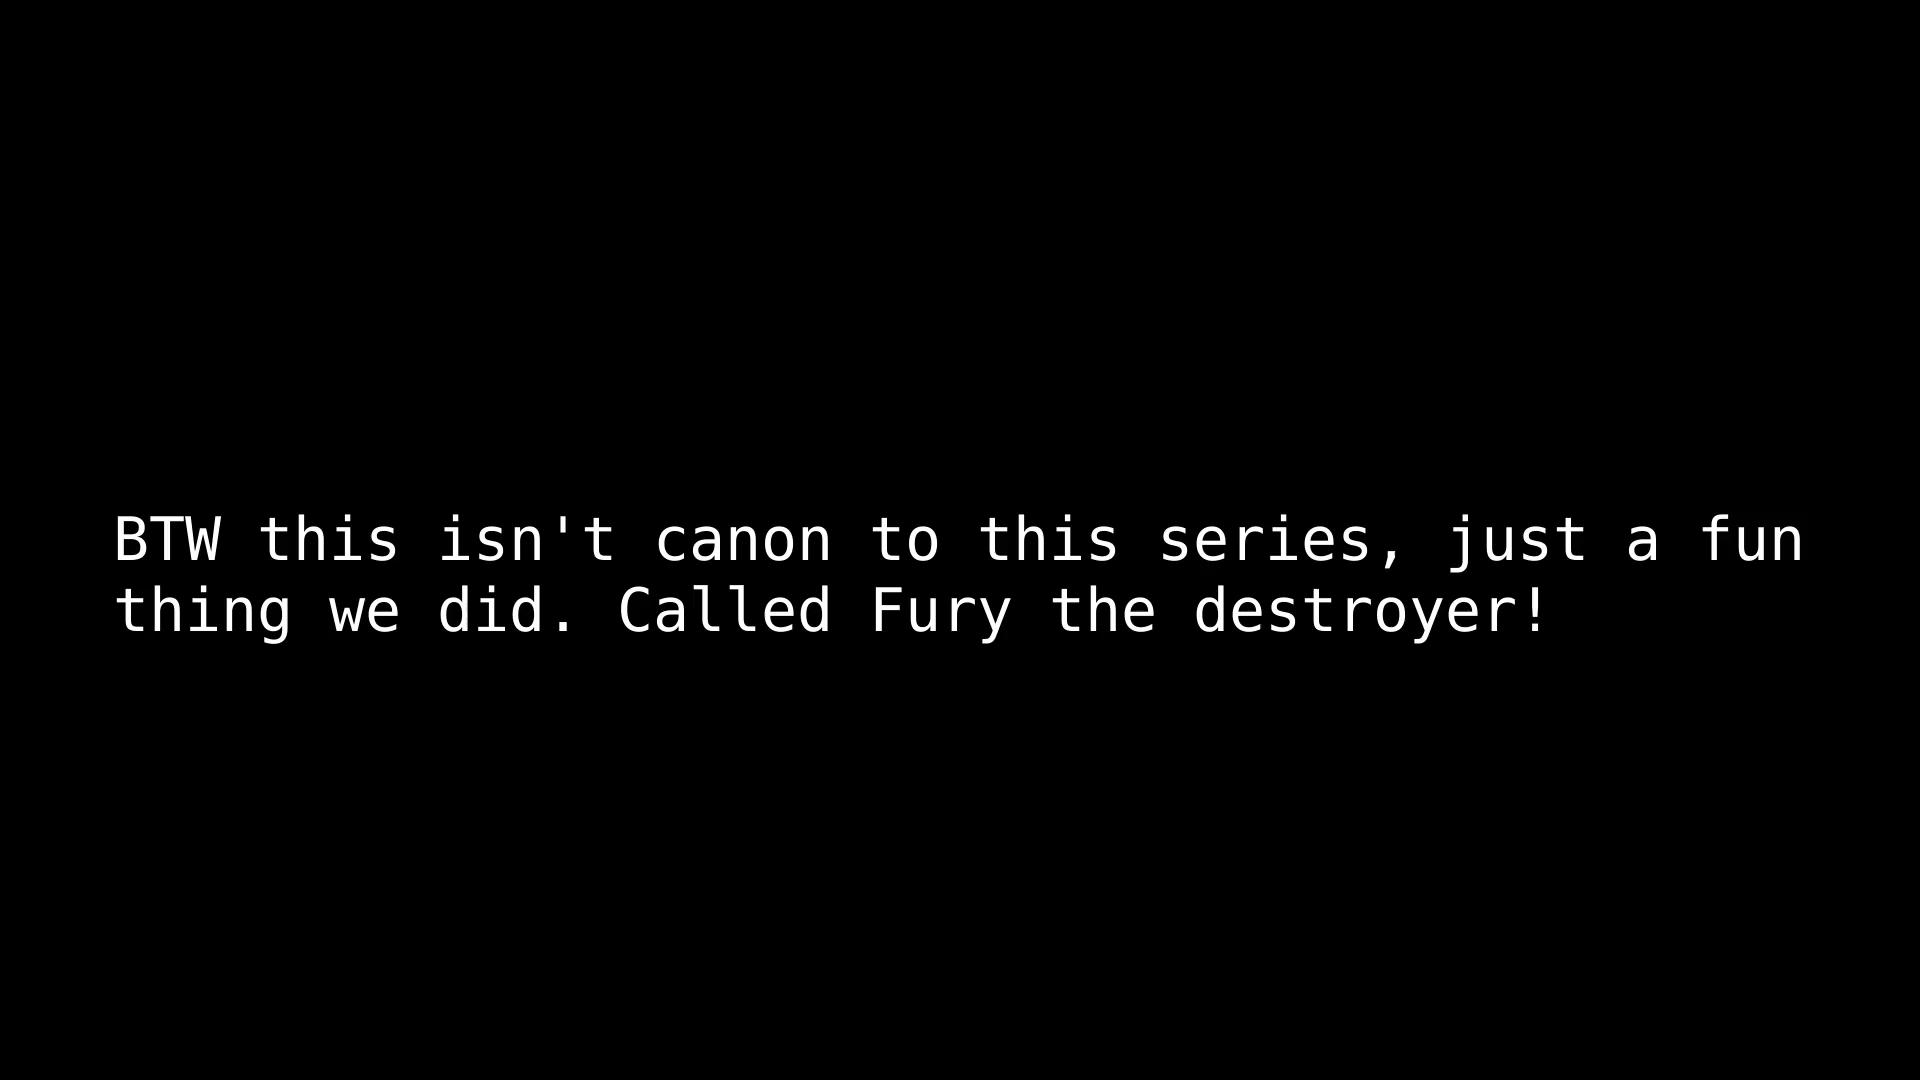 BTW this isn't canon to this series, just a fun
thing we did. Called Fury the destroyer!